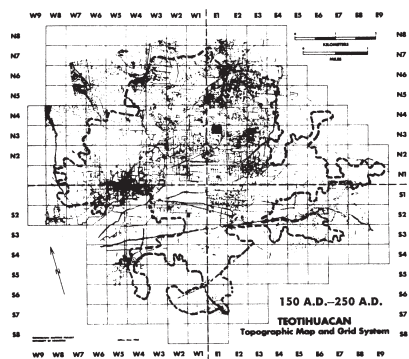 W9 W8 W7 W6 W5 W4 W3 W2 W1 E1 E2 E3 E4 E5 E6 E7 E8 E9
N8 N8
KILOMETERS
N7 N7
MILES
N6 N6
N5 N5
N4 N4
N3 N3
N2 N2
N1
S1
S2 S2
S3 S3
S4 S4
S5 S5
S6 S6
150 A.D.–250 A.D.
S7 TEOTIHUACAN S7
Topographic Map and Grid System
S8 S8
W9 W8 W7 W6 W5 W4 W3 W2 W1 E1 E2 E3 E4 E5 E6 E7 E8 E9